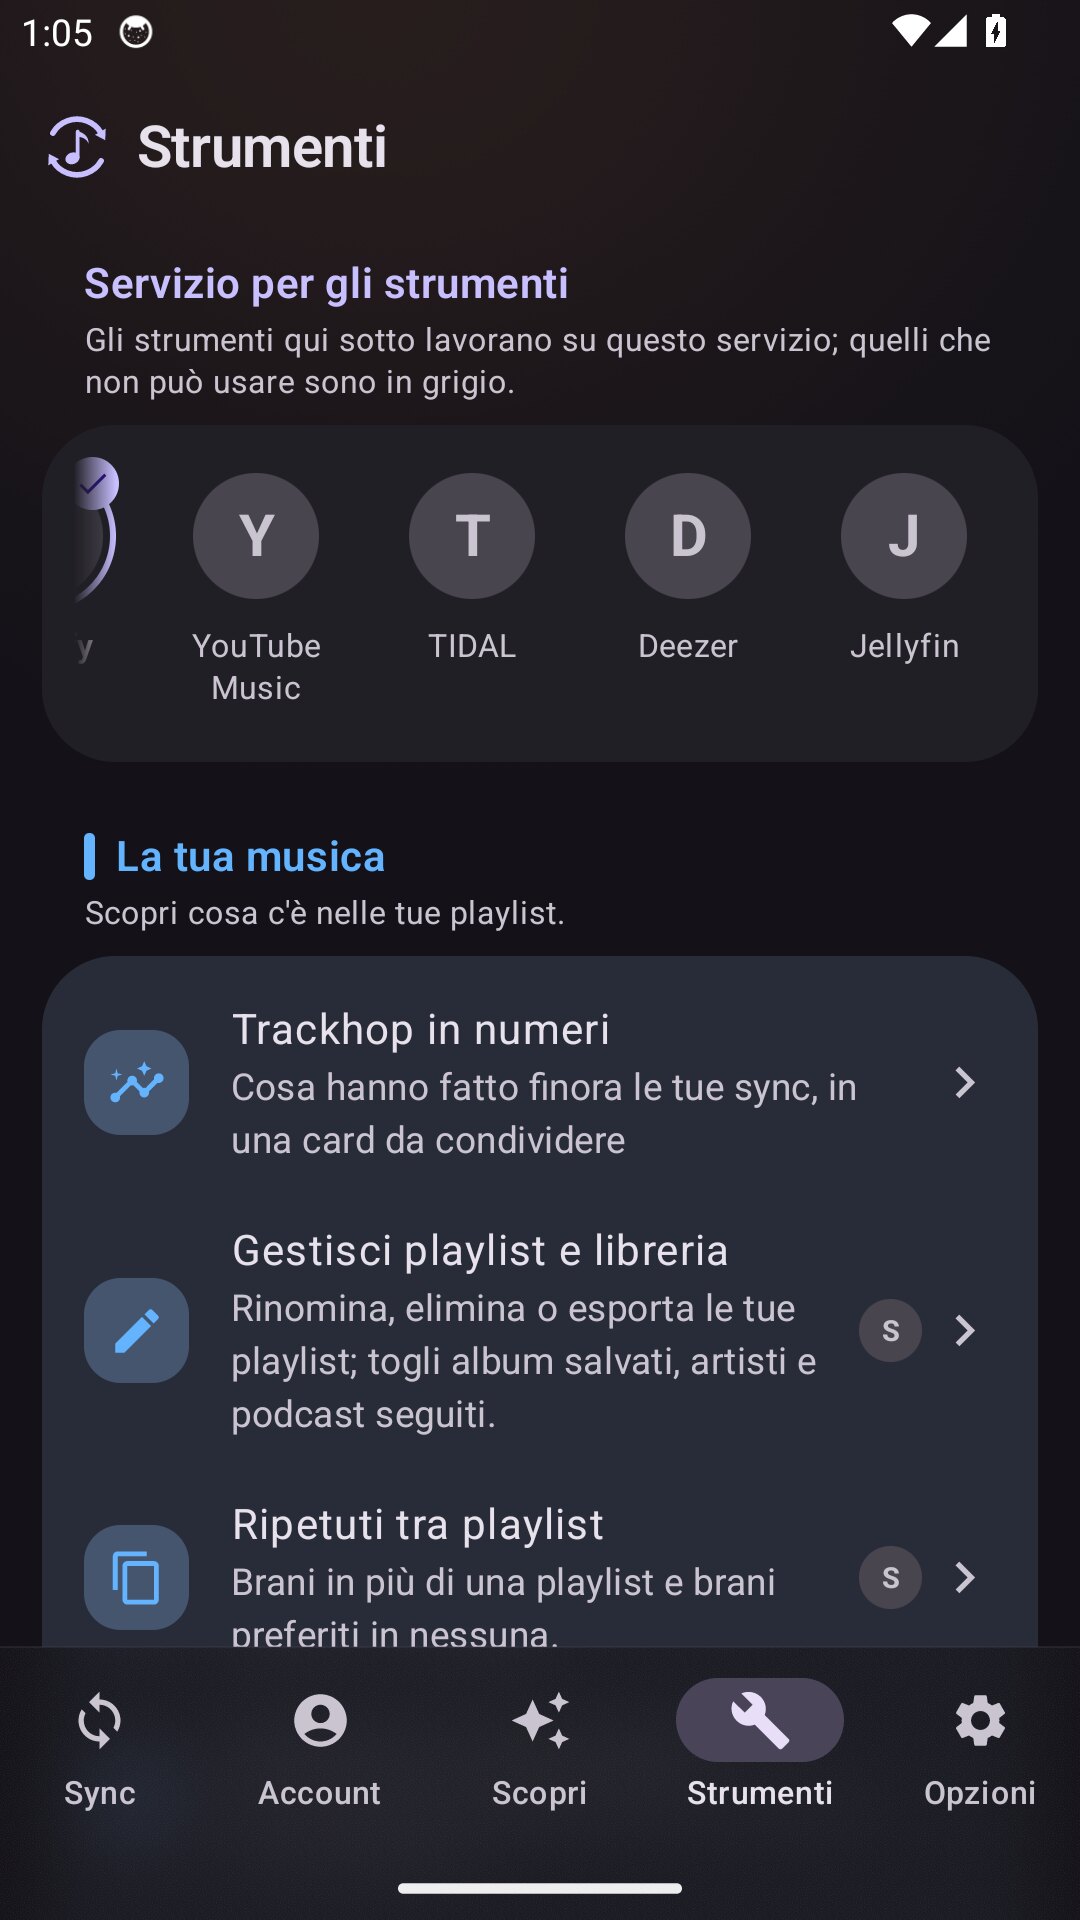 1:05
Strumenti
Servizio per gli strumenti
Gli strumenti qui sotto lavorano su questo servizio; quelli che
non può usare sono in grigio.
y
Y
T
D
J
YouTube
Music
TIDAL
Deezer
Jellyfin
La tua musica
Scopri cosa c'è nelle tue playlist.
Trackhop in numeri
Cosa hanno fatto finora le tue sync, in
una card da condividere
Gestisci playlist e libreria
Rinomina, elimina o esporta le tue
playlist; togli album salvati, artisti e
podcast seguiti.
S
Ripetuti tra playlist
Brani in più di una playlist e brani
preferiti in nessuna.
S
Sync
Account
Scopri
Strumenti
Opzioni